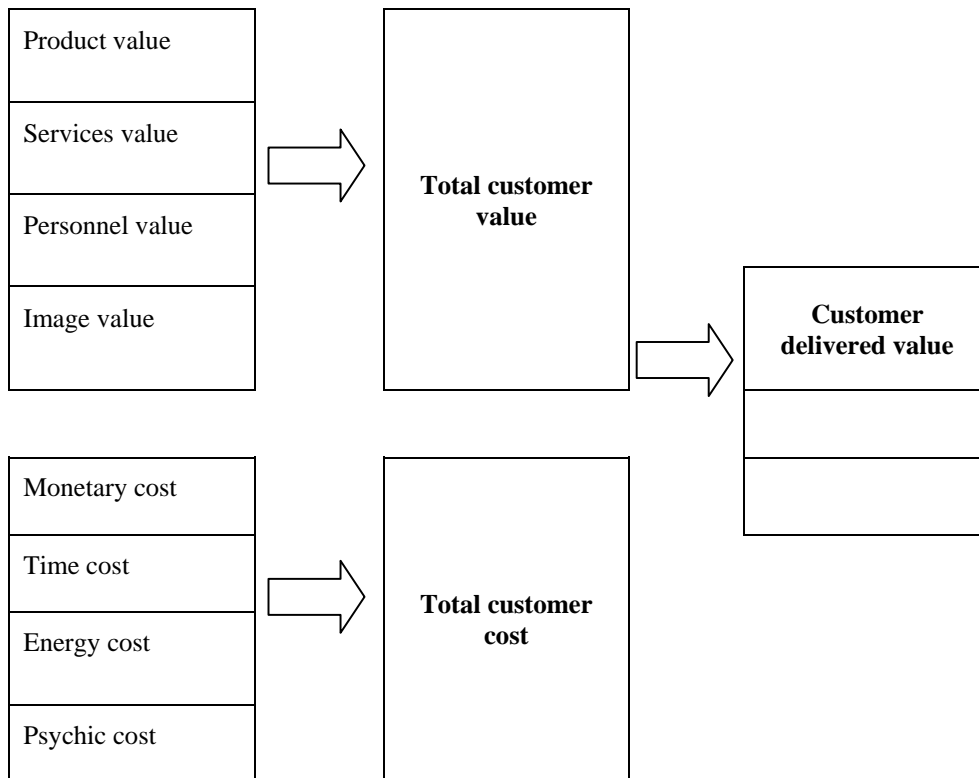 Product value
Services value
Personnel value
Image value
Total customer
value
Customer
delivered value
Monetary cost
Time cost
Energy cost
Psychic cost
Total customer
cost